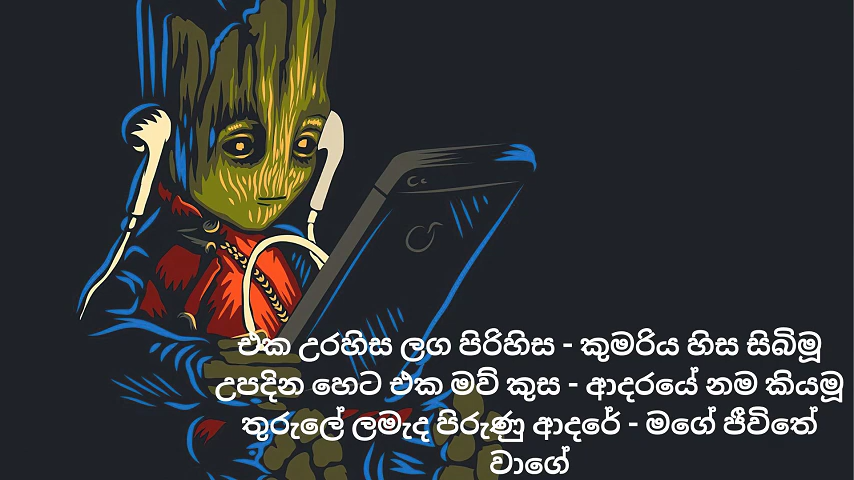 එක උරහිස ලග පිරිහිස - කුමරිය හිස සිබිමූ
උපදින හෙට එක මව් කුස - ආදරයේ නම කියමූ
තුරුලේ ලමැද පිරුණු ආදරේ - මගේ ජීවිතේ
වාගේ